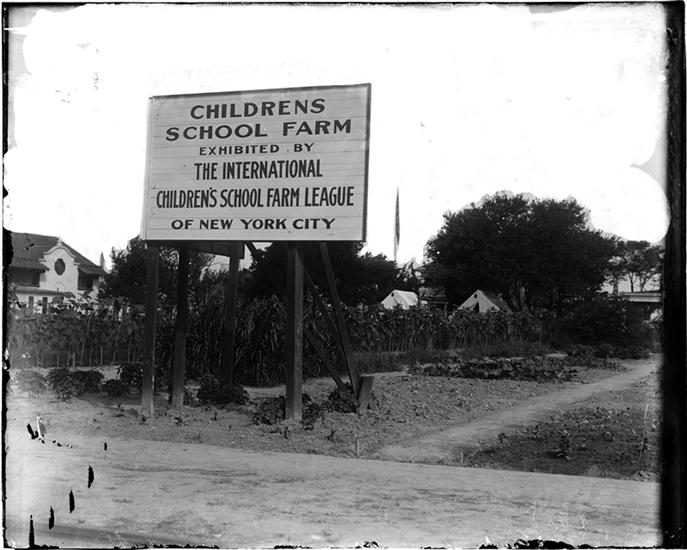 CHILDRENS
SCHOOL FARM
EXHIBITED BY
THE INTERNATIONAL
CHILDREN'S SCHOOL FARM LEAGUE
OF NEW YORK CITY